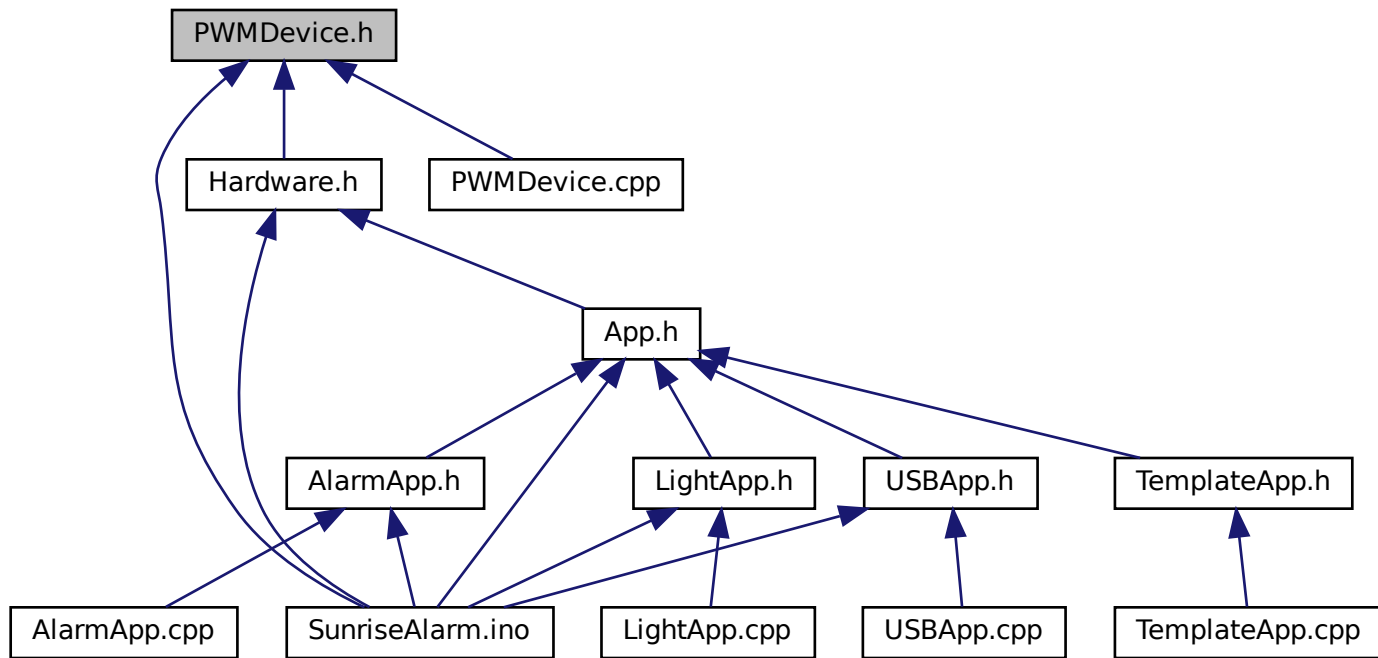 PWMDevice.h
Hardware.h
PWMDevice.cpp
App.h
AlarmApp.h
LightApp.h
USBApp.h
TemplateApp.h
AlarmApp.cpp
SunriseAlarm.ino
LightApp.cpp
USBApp.cpp
TemplateApp.cpp